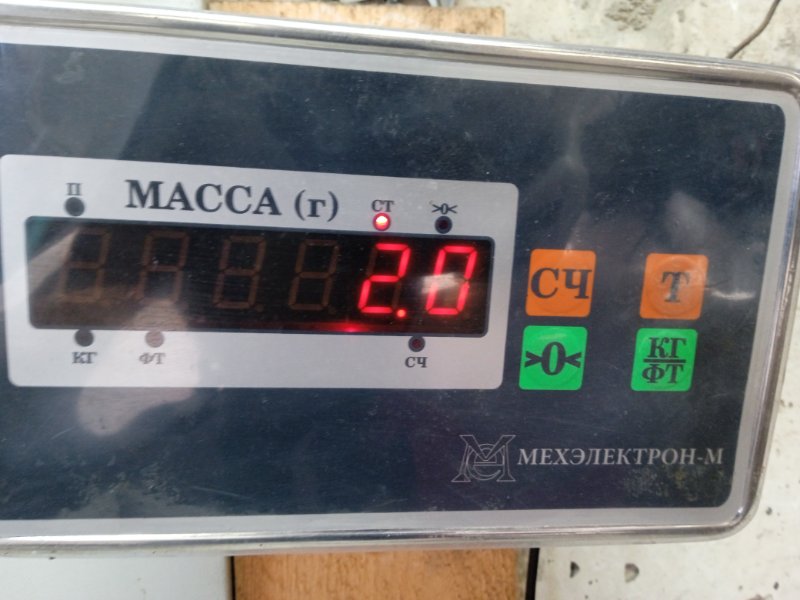 П
МАССА (г)
СТ
>0<
2.0
КГ
ФТ
СЧ
СЧ
Т
>0<
КГ
ФТ
МЕХЭЛЕКТРОН-М